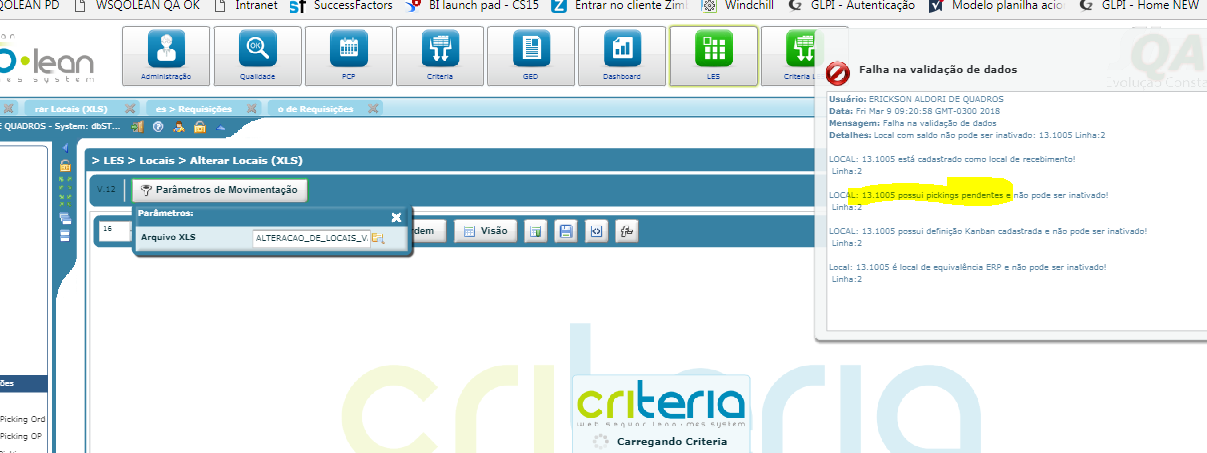 QOLEAN PD WSQOLEAN QA OK Intranet SuccessFactors BI launch pad - CS15 Entrar no cliente Zim Windchill GLPI - Autenticação Modelo planilha acio GLPI - Home NEW
lean
Administração Qualidade PCP Criteria GED Dashboard LES Criteria LE
OK
QA
Evolução Consta
rar Locais (XLS) es > Requisições o de Requisições
E QUADROS - System: dbST...
> LES > Locais > Alterar Locais (XLS)
V.12 Parâmetros de Movimentação
Parâmetros:
Arquivo XLS ALTERACAO_DE_LOCAIS_V.
16 rdem Visão
Falha na validação de dados
Usuário: ERICKSON ALDORI DE QUADROS
Data: Fri Mar 9 09:20:58 GMT-0300 2018
Mensagem: Falha na validação de dados
Detalhes: Local com saldo não pode ser inativado: 13.1005 Linha:2
LOCAL: 13.1005 está cadastrado como local de recebimento!
Linha:2
LOCAL: 13.1005 possui pickings pendentes e não pode ser inativado!
Linha:2
LOCAL: 13.1005 possui definição Kanban cadastrada e não pode ser inativado!
Linha:2
Local: 13.1005 é local de equivalência ERP e não pode ser inativado!
Linha:2
ões
Picking Ord
Picking OP
criteria
criteria
Carregando Criteria